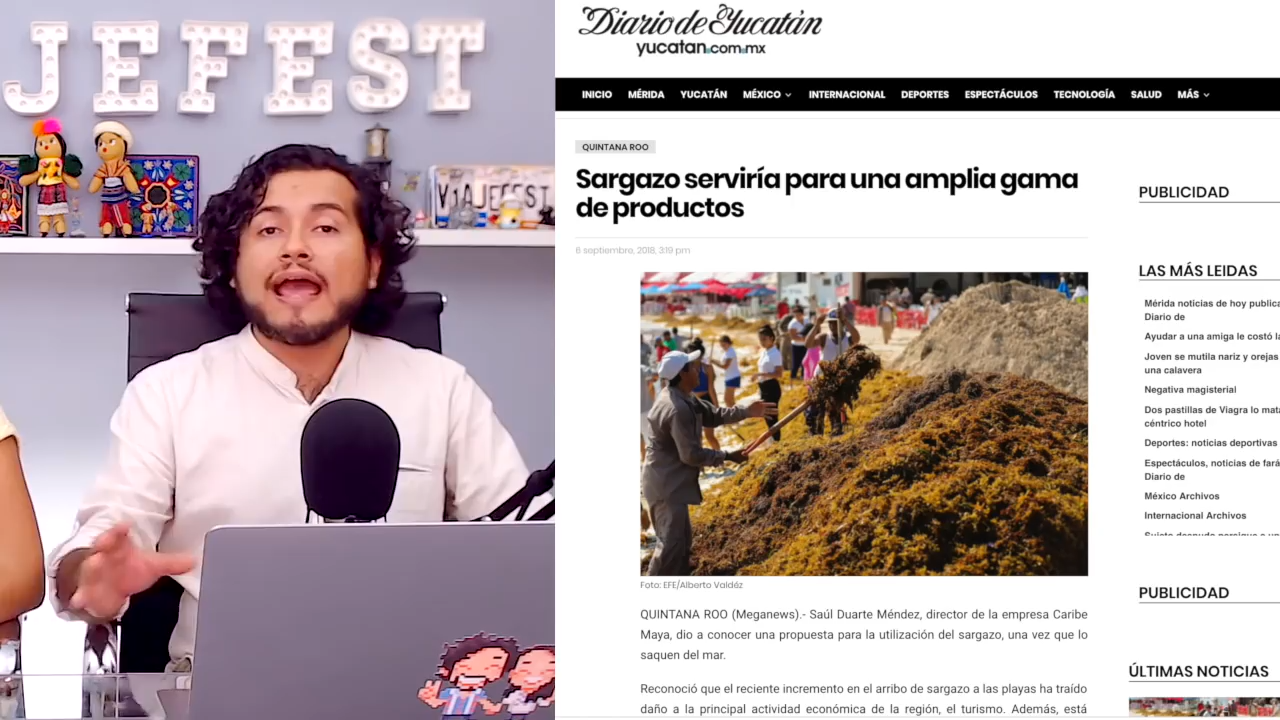 JEFEST
V1AJEFEST
Diario de Yucatán
yucatan.com.mx
INICIO MÉRIDA YUCATÁN MÉXICO INTERNACIONAL DEPORTES ESPECTÁCULOS TECNOLOGÍA SALUD MÁS
QUINTANA ROO
Sargazo serviría para una amplia gama
de productos
6 septiembre, 2018, 3:19 pm
Foto: EFE/Alberto Valdéz
QUINTANA ROO (Meganews).- Saúl Duarte Méndez, director de la empresa Caribe
Maya, dio a conocer una propuesta para la utilización del sargazo, una vez que lo
saquen del mar.
Reconoció que el reciente incremento en el arribo de sargazo a las playas ha traído
daño a la principal actividad económica de la región, el turismo. Además, está
PUBLICIDAD
LAS MÁS LEIDAS
Mérida noticias de hoy publica
Diario de
Ayudar a una amiga le costó
Joven se mutila nariz y orejas
una calavera
Negativa magisterial
Dos pastillas de Viagra lo
céntrico hotel
Deportes: noticias deportivas
Espectáculos, noticias de
Diario de
México Archivos
Internacional Archivos
PUBLICIDAD
ÚLTIMAS NOTICIAS